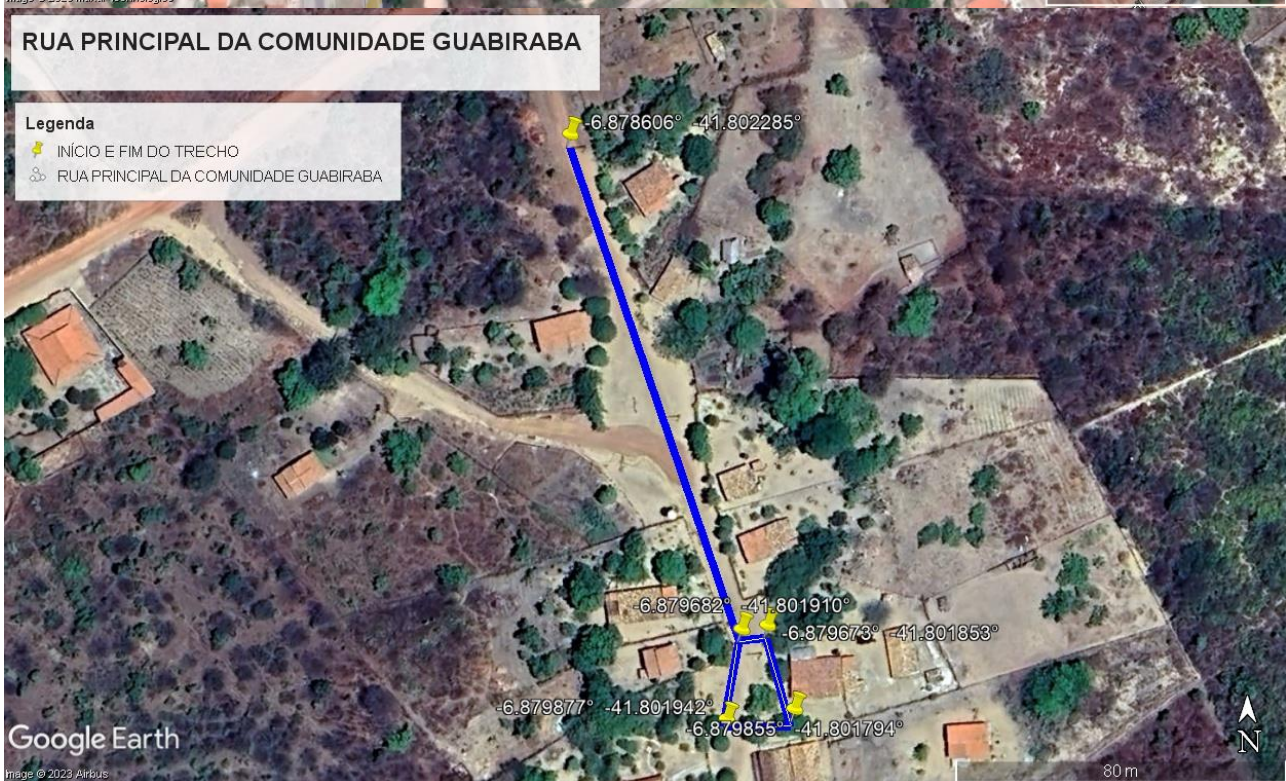 RUA PRINCIPAL DA COMUNIDADE GUABIRABA
Legenda
INÍCIO E FIM DO TRECHO
RUA PRINCIPAL DA COMUNIDADE GUABIRABA
-6.878606° -41.802285°
-6.879682° -41.801910°
-6.879673° -41.801853°
-6.879877° -41.801942°
-6.879855° -41.801794°
Google Earth
N
Image © 2023 Airbus
80 m